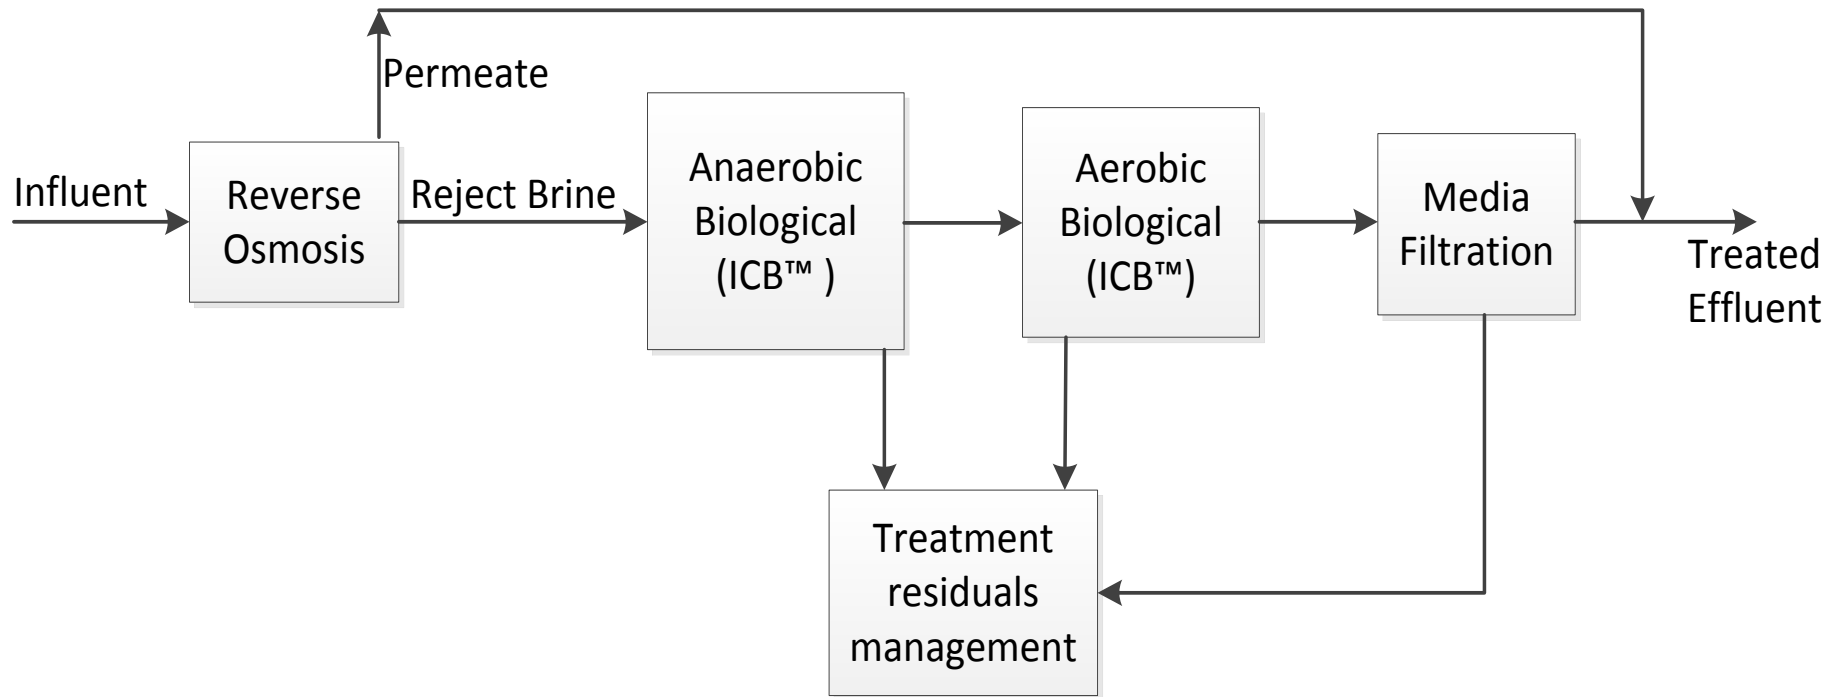 Permeate
Influent
Reverse
Osmosis
Reject Brine
Anaerobic
Biological
(ICB™ )
Aerobic
Biological
(ICB™)
Media
Filtration
Treated
Effluent
Treatment
residuals
management